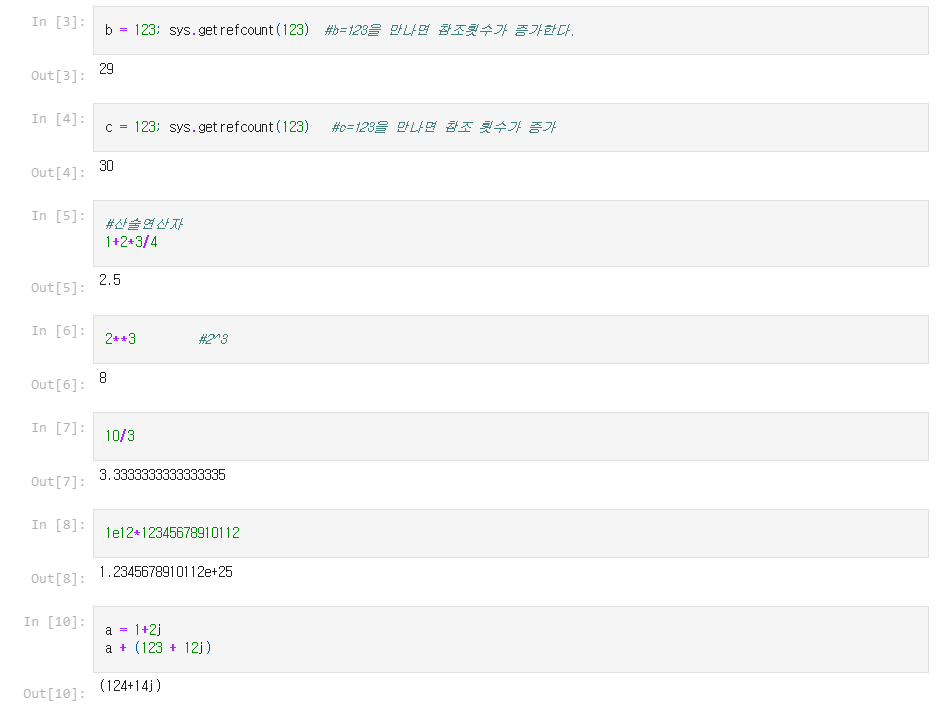 In [3]: b = 123; sys.getrefcount(123)  #b=123을 만나면 참조횟수가 증가한다.
Out[3]: 29
In [4]: c = 123; sys.getrefcount(123)   #c=123을 만나면 참조 횟수가 증가
Out[4]: 30
In [5]: #산술연산자
1+2*3/4
Out[5]: 2.5
In [6]: 2**3         #2^3
Out[6]: 8
In [7]: 10/3
Out[7]: 3.3333333333333335
In [8]: 1e12*12345678910112
Out[8]: 1.2345678910112e+25
In [10]: a = 1+2j
a + (123 + 12j)
Out[10]: (124+14j)